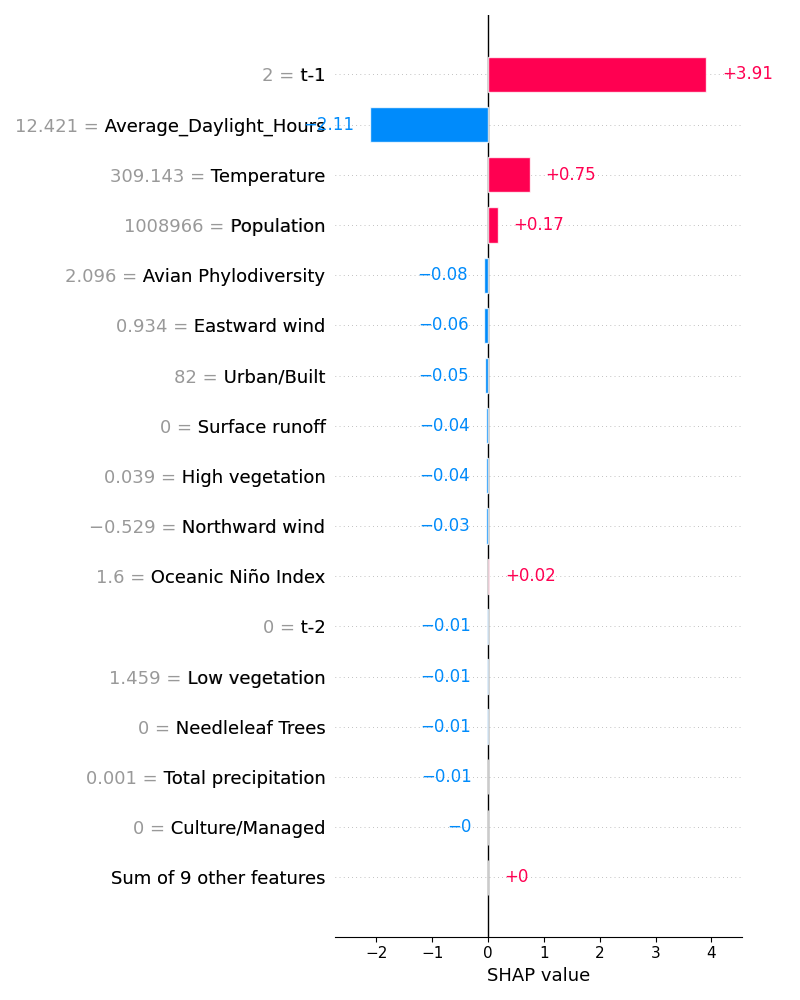 2 = t-1 +3.91
12.421 = Average_Daylight_Hours −2.11
309.143 = Temperature +0.75
1008966 = Population +0.17
2.096 = Avian Phylodiversity −0.08
0.934 = Eastward wind −0.06
82 = Urban/Built −0.05
0 = Surface runoff −0.04
0.039 = High vegetation −0.04
−0.529 = Northward wind −0.03
1.6 = Oceanic Niño Index +0.02
0 = t-2 −0.01
1.459 = Low vegetation −0.01
0 = Needleleaf Trees −0.01
0.001 = Total precipitation −0.01
0 = Culture/Managed −0
Sum of 9 other features +0
−2 −1 0 1 2 3 4
SHAP value